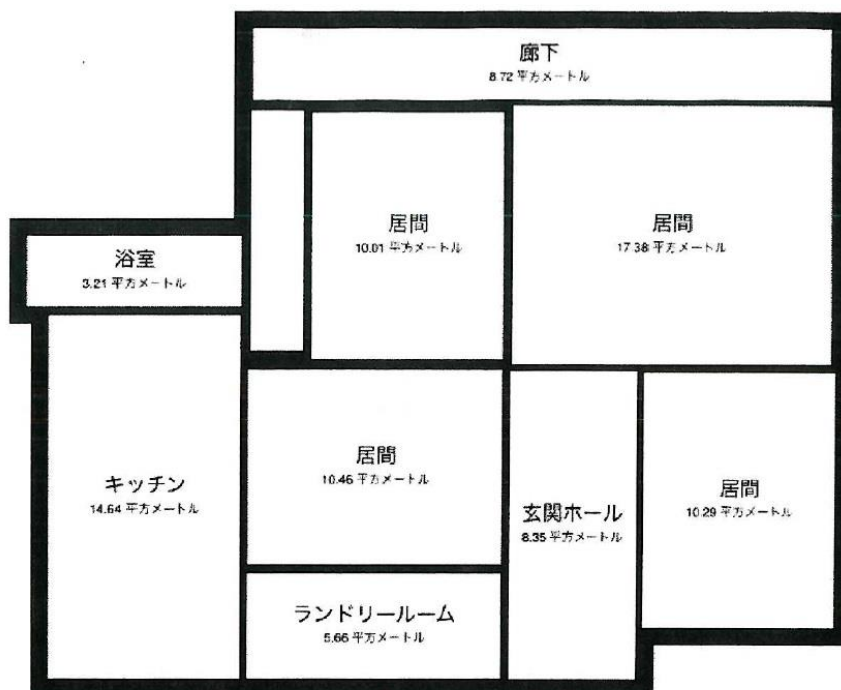 廊下
8.72 平方メートル
居間
10.01 平方メートル
居間
17.38 平方メートル
浴室
3.21 平方メートル
居間
10.46 平方メートル
キッチン
14.64 平方メートル
居間
10.29 平方メートル
玄関ホール
8.35 平方メートル
ランドリールーム
5.66 平方メートル